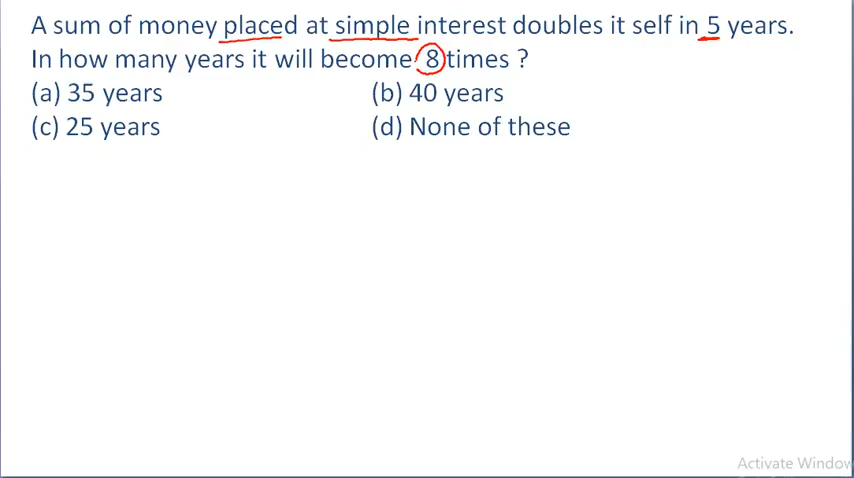 A sum of money placed at simple interest doubles it self in 5 years.
In how many years it will become 8 times ?
(a) 35 years (b) 40 years
(c) 25 years (d) None of these
Activate Window